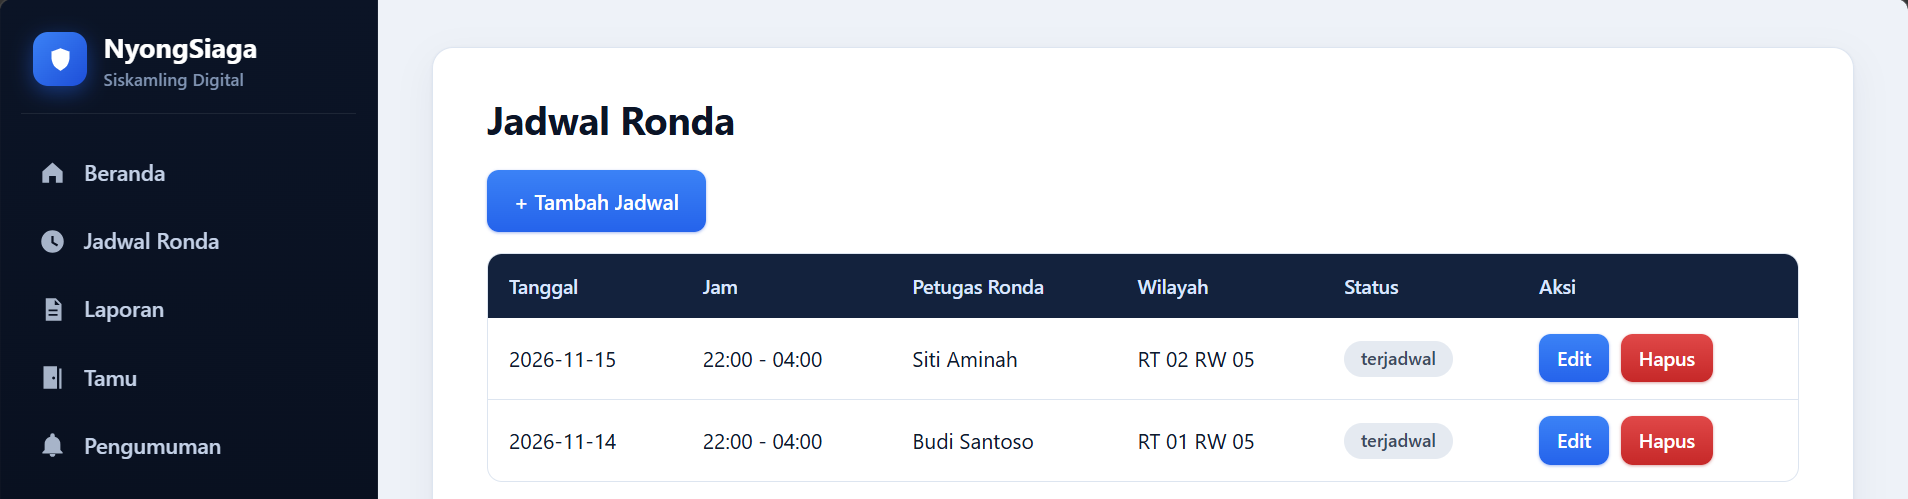 NyongSiaga
Siskamling Digital
Beranda
Jadwal Ronda
Laporan
Tamu
Pengumuman
Jadwal Ronda
+ Tambah Jadwal
Tanggal Jam Petugas Ronda Wilayah Status Aksi
2026-11-15 22:00 - 04:00 Siti Aminah RT 02 RW 05 terjadwal Edit Hapus
2026-11-14 22:00 - 04:00 Budi Santoso RT 01 RW 05 terjadwal Edit Hapus